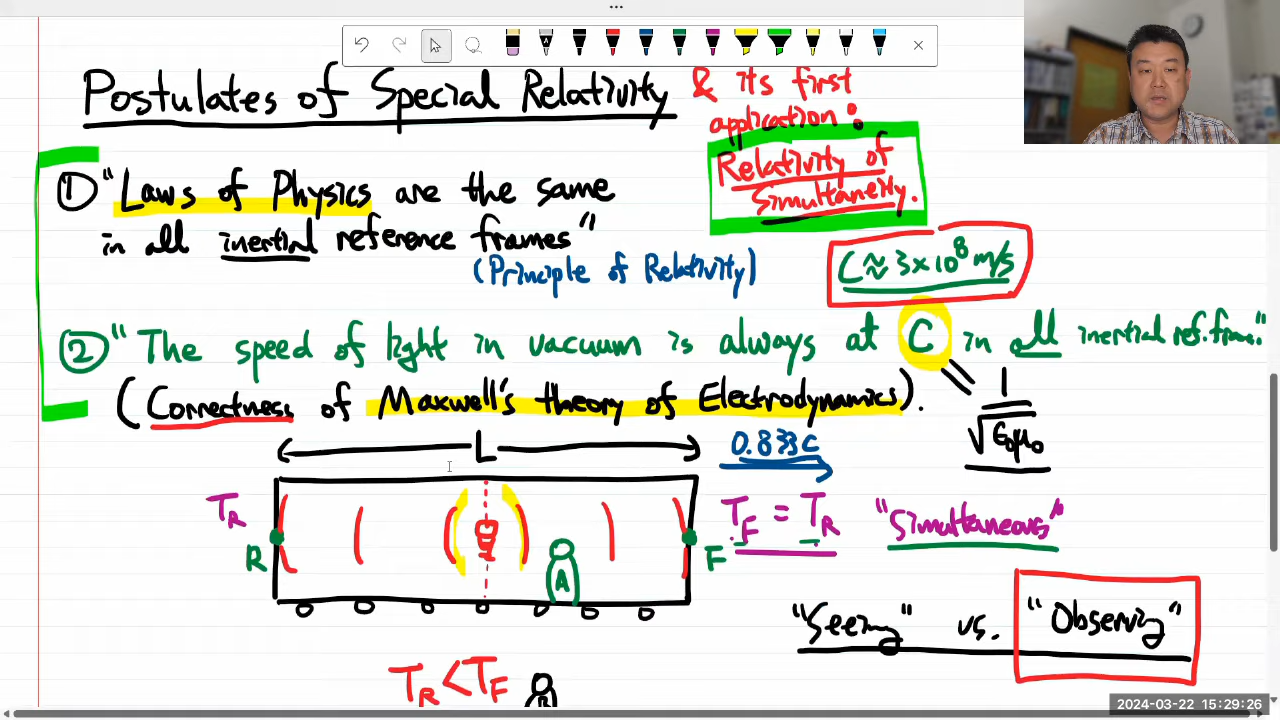 Postulates of Special Relativity
& its first
application:
Relativity of
Simultaneity.
① "Laws of Physics are the same
in all inertial reference frames"
(Principle of Relativity)
C ≈ 3×10⁸ m/s
② "The speed of light in vacuum is always at C in all inertial ref. frame."
(Correctness of Maxwell's theory of Electrodynamics).
= 1/√ε₀μ₀
L
0.833c
T_R
T_F = T_R "Simultaneous"
R
A
F
"Seeing" vs. "Observing"
T_R < T_F
2024-03-22 15:29:26